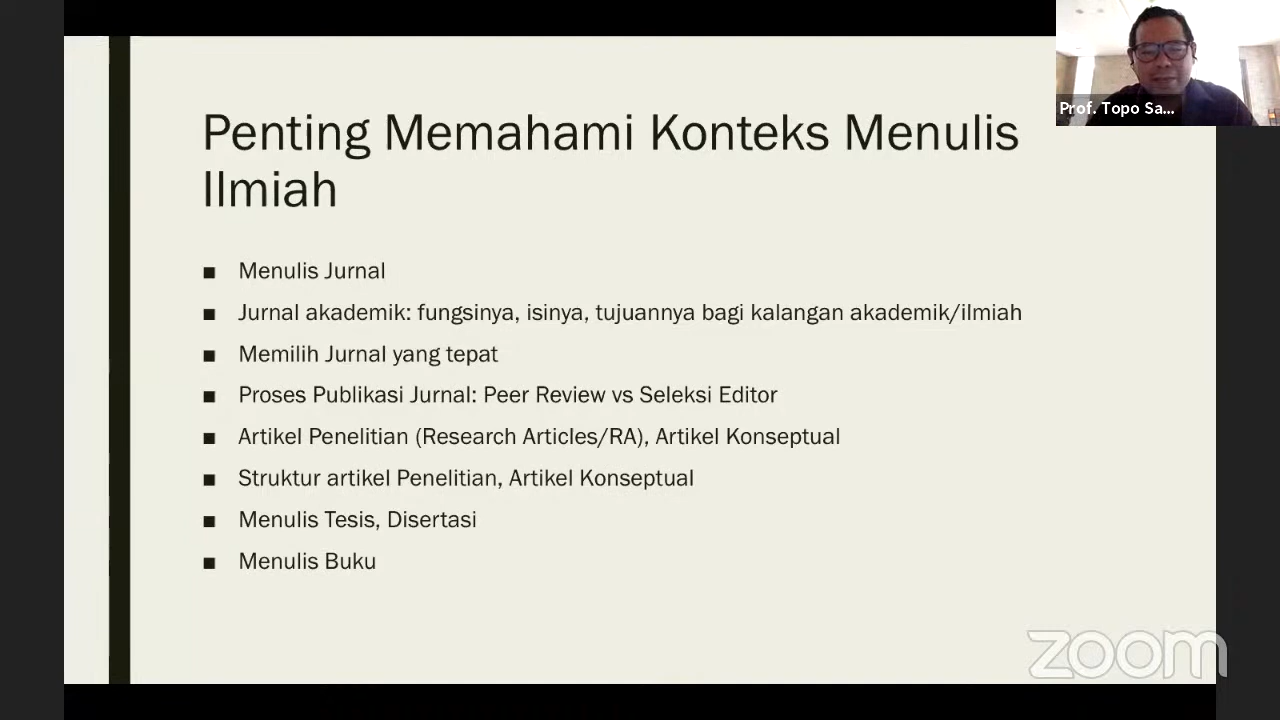 Penting Memahami Konteks Menulis
Ilmiah
■ Menulis Jurnal
■ Jurnal akademik: fungsinya, isinya, tujuannya bagi kalangan akademik/ilmiah
■ Memilih Jurnal yang tepat
■ Proses Publikasi Jurnal: Peer Review vs Seleksi Editor
■ Artikel Penelitian (Research Articles/RA), Artikel Konseptual
■ Struktur artikel Penelitian, Artikel Konseptual
■ Menulis Tesis, Disertasi
■ Menulis Buku
Prof. Topo Sa...
zoom